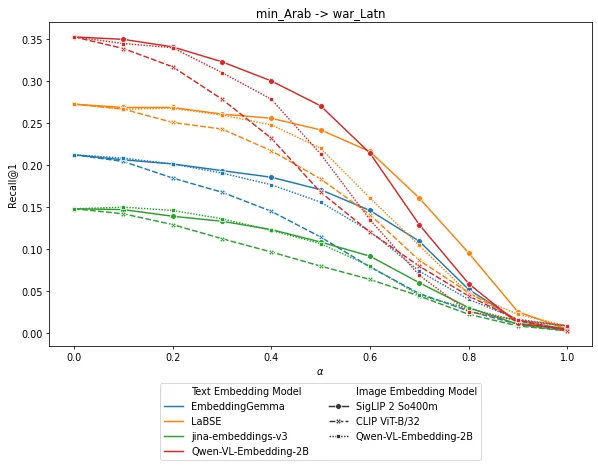 min_Arab -> war_Latn
Recall@1
0.35
0.30
0.25
0.20
0.15
0.10
0.05
0.00
0.0 0.2 0.4 0.6 0.8 1.0
α
Text Embedding Model Image Embedding Model
EmbeddingGemma SigLIP 2 So400m
LaBSE CLIP ViT-B/32
jina-embeddings-v3 Qwen-VL-Embedding-2B
Qwen-VL-Embedding-2B